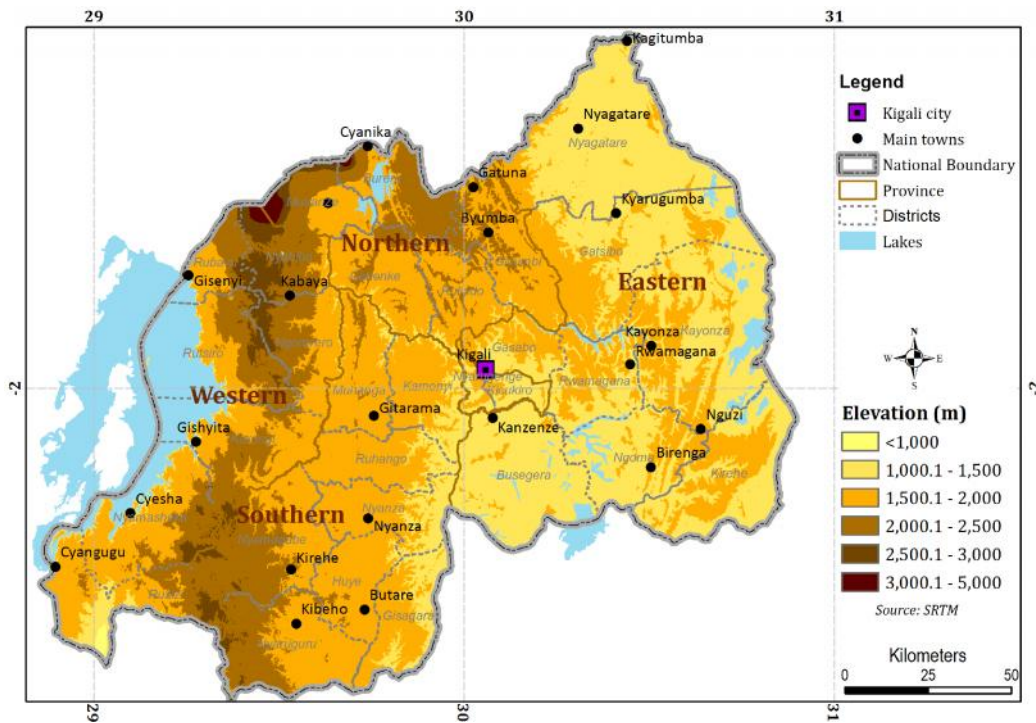 29
30
31
Kagitumba
Nyagatare
Nyagatare
Cyanika
Gatuna
Kyarugumba
Byumba
Northern
Gatsibo
Eastern
Gisenyi
Kabaya
Kayonza
Kayonza
Rwamagana
Rwamagana
Gasabo
Kigali
Rutsiro
Western
Muhanga
Kamonyi
Gitarama
Kanzenze
Nguzi
Gishyita
Ruhango
Birenga
Ngoma
Kirehe
Busegera
Cyesha
Southern
Nyanza
Nyanza
Cyangugu
Kirehe
Huye
Butare
Kibeho
Gisagara
-2
Legend
Kigali city
Main towns
National Boundary
Province
Districts
Lakes
N
W
E
S
Elevation (m)
<1,000
1,000.1 - 1,500
1,500.1 - 2,000
2,000.1 - 2,500
2,500.1 - 3,000
3,000.1 - 5,000
Source: SRTM
Kilometers
0
25
50
29
30
31